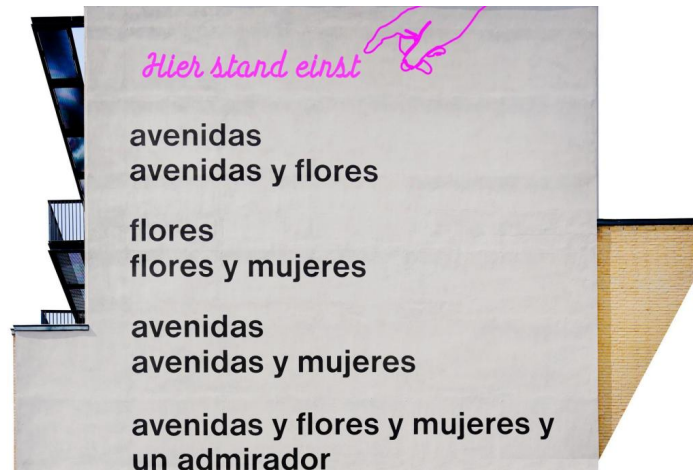 Hier stand einst
avenidas
avenidas y flores
flores
flores y mujeres
avenidas
avenidas y mujeres
avenidas y flores y mujeres y
un admirador